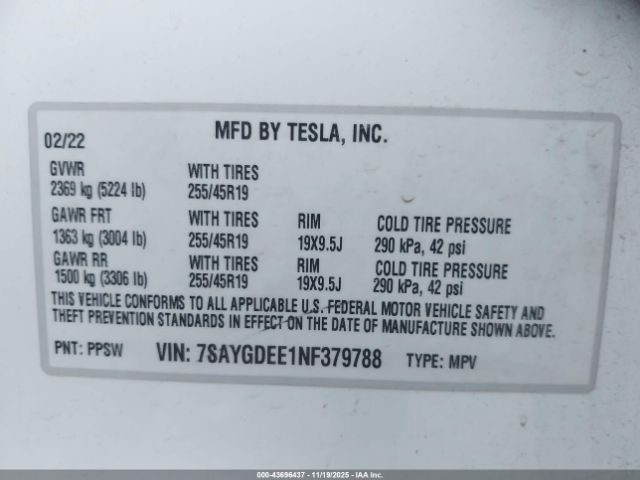 MFD BY TESLA, INC.
02/22
GVWR WITH TIRES
2369 kg (5224 lb) 255/45R19
GAWR FRT WITH TIRES RIM COLD TIRE PRESSURE
1363 kg (3004 lb) 255/45R19 19X9.5J 290 kPa, 42 psi
GAWR RR WITH TIRES RIM COLD TIRE PRESSURE
1500 kg (3306 lb) 255/45R19 19X9.5J 290 kPa, 42 psi
THIS VEHICLE CONFORMS TO ALL APPLICABLE U.S. FEDERAL MOTOR VEHICLE SAFETY AND
THEFT PREVENTION STANDARDS IN EFFECT ON THE DATE OF MANUFACTURE SHOWN ABOVE.
PNT: PPSW VIN: 7SAYGDEE1NF379788 TYPE: MPV
000-43696437 - 11/19/2025 - IAA Inc.